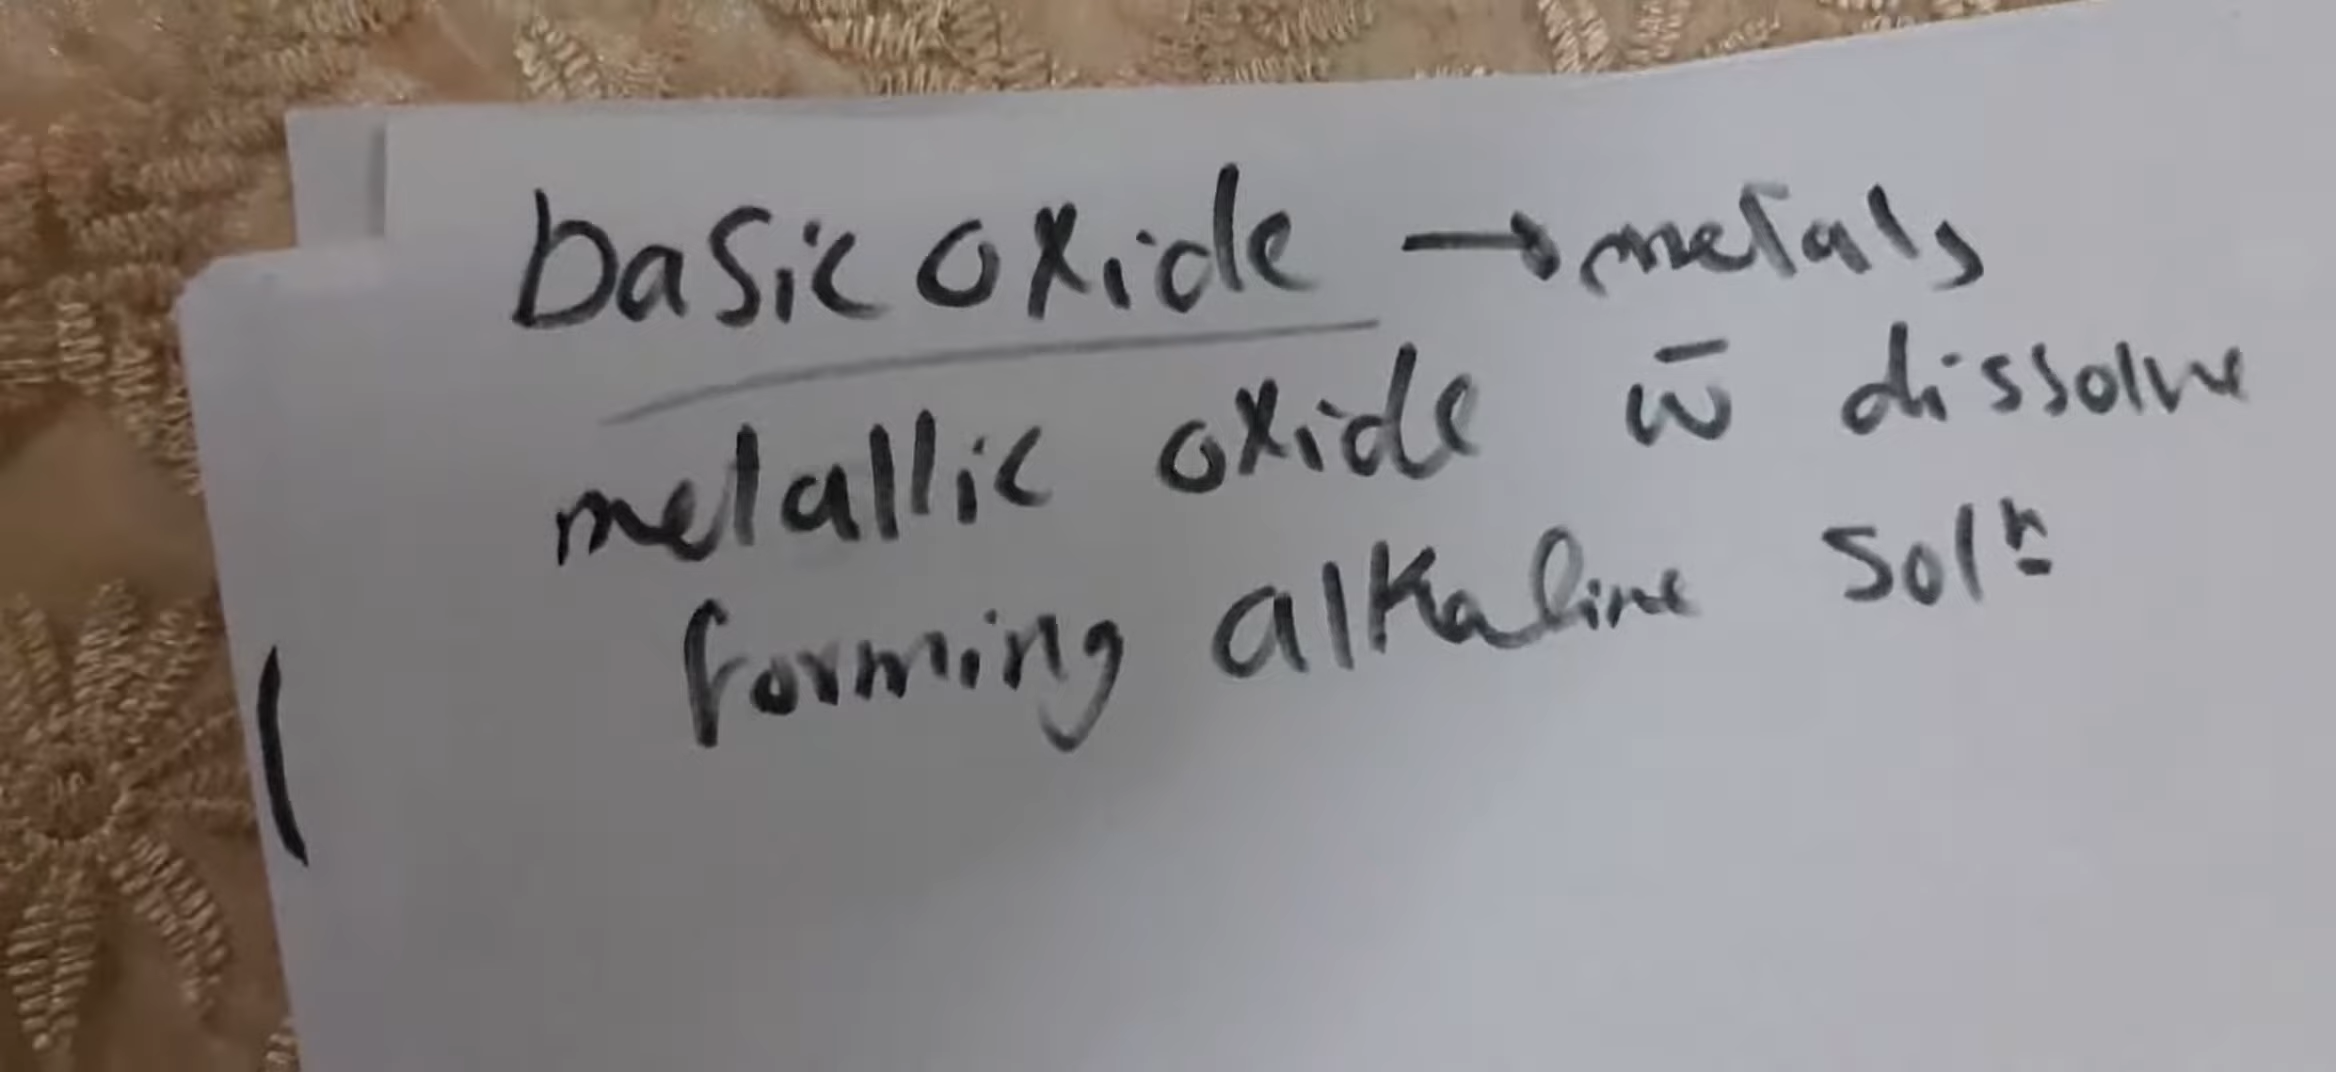 basic oxide → metals
metallic oxide w̄ dissolve
forming alkaline solⁿ